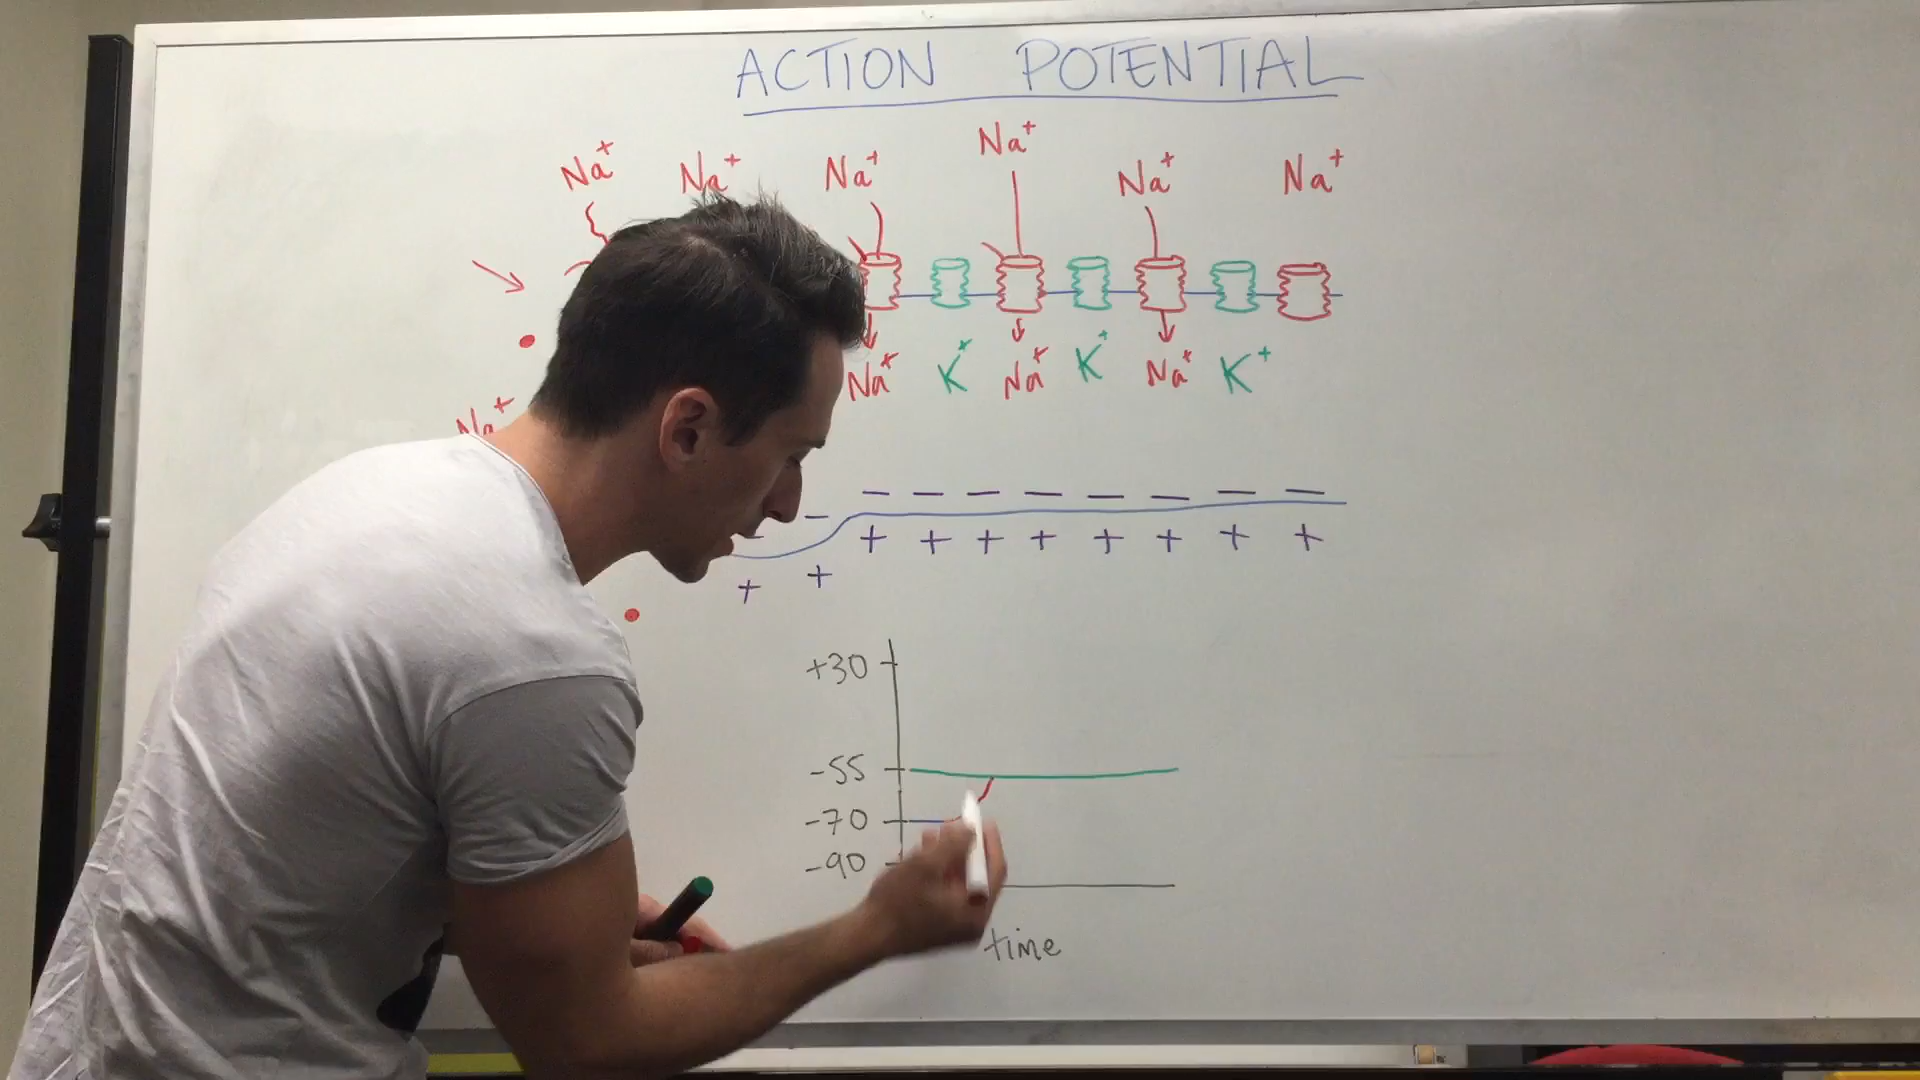 ACTION POTENTIAL
Na+ Na+ Na+ Na+ Na+ Na+
Na+ K+ Na+ K+ Na+ K+
Na+
− − − − − − − − − −
+ + + + + + + + + +
+30
-55
-70
-90
time